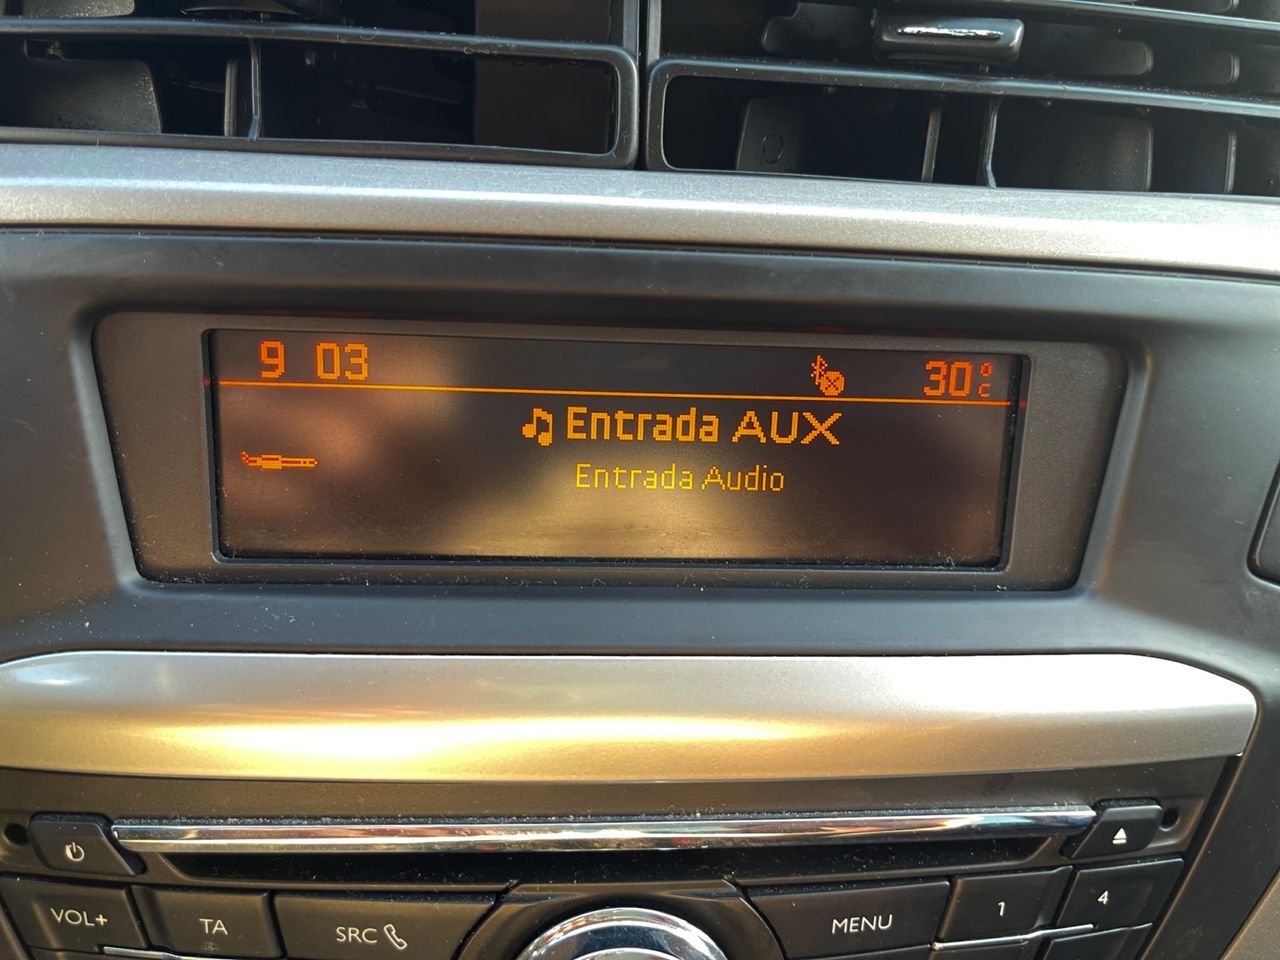 9 03 30°C
Entrada AUX
Entrada Audio
VOL+ TA SRC MENU 1 4